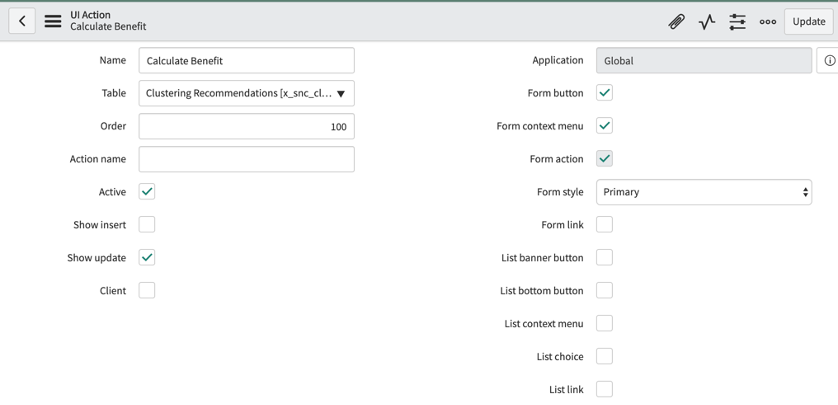 UI Action
Calculate Benefit
Update
Name
Calculate Benefit
Application
Global
Table
Clustering Recommendations [x_snc_cl...
Form button
Order
100
Form context menu
Action name
Form action
Active
Form style
Primary
Show insert
Form link
Show update
List banner button
Client
List bottom button
List context menu
List choice
List link